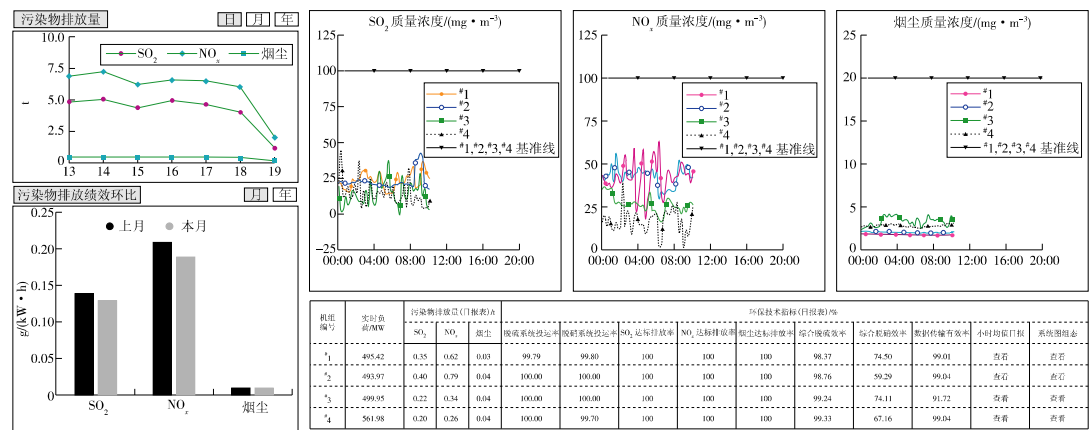 污染物排放量 日 月 年
SO2 NOx 烟尘
t
10.0
7.5
5.0
2.5
0
13 14 15 16 17 18 19
污染物排放绩效环比 月 年
上月 本月
g/(kW·h)
0.25
0.20
0.15
0.10
0.05
0
SO2 NOx 烟尘
SO2 质量浓度/(mg·m-3)
125
100
75
50
25
0
-25
#1
#2
#3
#4
#1,#2,#3,#4 基准线
00:00 04:00 08:00 12:00 16:00 20:00
NOx 质量浓度/(mg·m-3)
125
100
75
50
25
0
#1
#2
#3
#4
#1,#2,#3,#4 基准线
00:00 04:00 08:00 12:00 16:00 20:00
烟尘质量浓度/(mg·m-3)
25
20
15
10
5
0
#1
#2
#3
#4
#1,#2,#3,#4 基准线
00:00 04:00 08:00 12:00 16:00 20:00
机组编号 实时负荷/MW 污染物排放量(日报表)/t 环保技术指标(日报表)/%
SO2 NOx 烟尘 脱硫系统投运率 脱硝系统投运率 SO2 达标排放率 NOx 达标排放率 烟尘达标排放率 综合脱硫效率 综合脱硝效率 数据传输有效率 小时均值日报 系统图组态
#1 495.42 0.35 0.62 0.03 99.79 99.80 100 100 100 98.37 74.50 99.01 查看 查看
#2 493.97 0.40 0.79 0.04 100.00 100.00 100 100 100 98.76 59.29 99.04 查看 查看
#3 499.95 0.22 0.34 0.04 100.00 100.00 100 100 100 99.24 74.11 91.72 查看 查看
#4 561.98 0.20 0.26 0.04 100.00 99.70 100 100 100 99.33 67.16 99.04 查看 查看